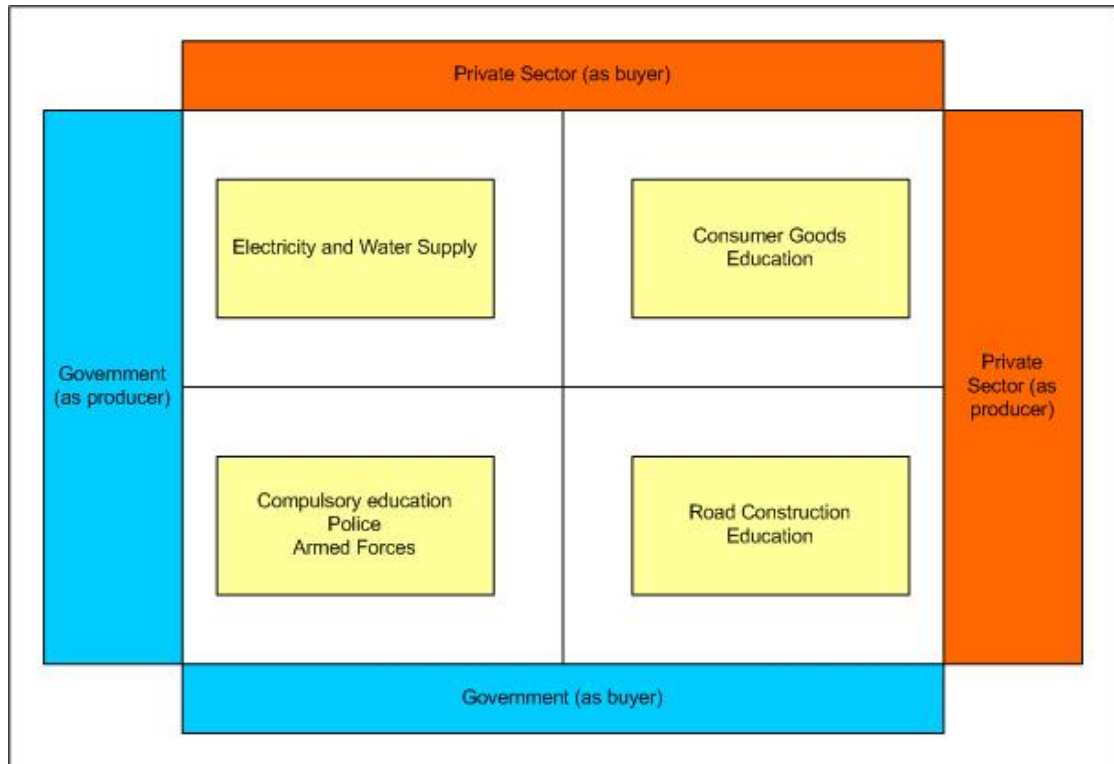 Private Sector (as buyer)
Electricity and Water Supply
Consumer Goods
Education
Government
(as producer)
Private
Sector (as
producer)
Compulsory education
Police
Armed Forces
Road Construction
Education
Government (as buyer)